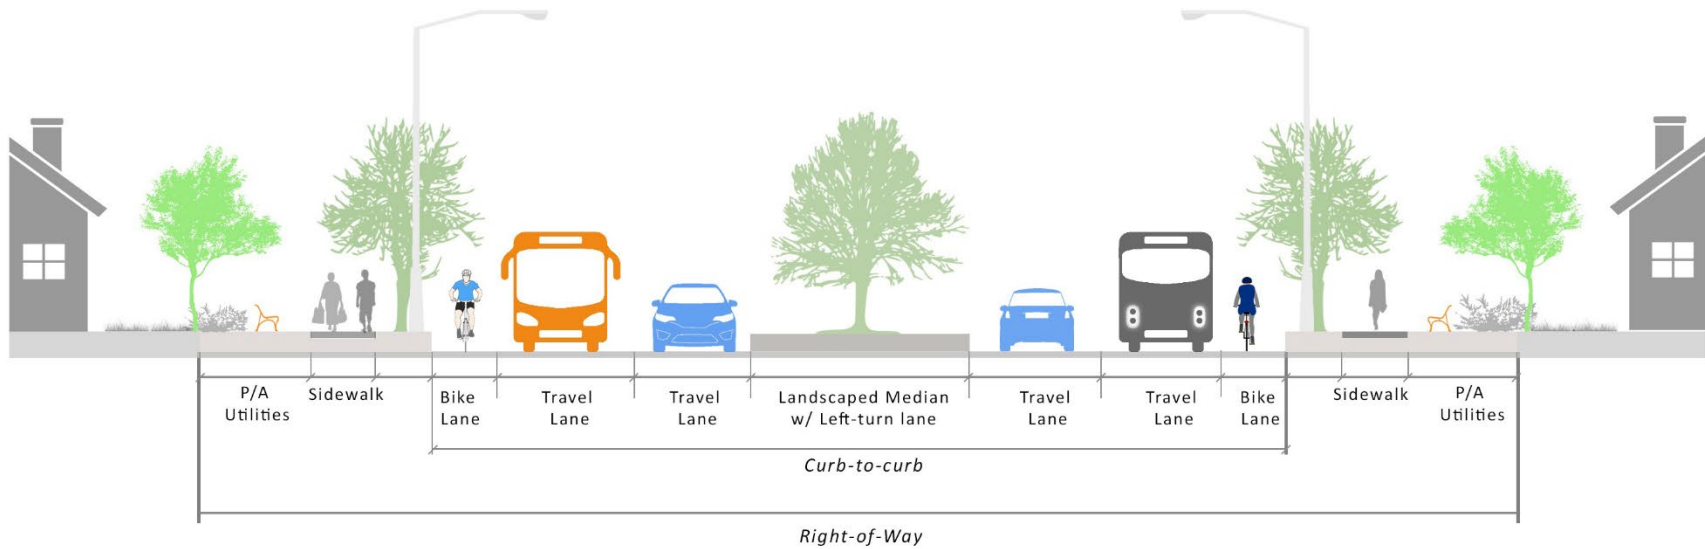 P/A
Utilities
Sidewalk
Bike
Lane
Travel
Lane
Travel
Lane
Landscaped Median
w/ Left-turn lane
Travel
Lane
Travel
Lane
Bike
Lane
Sidewalk
P/A
Utilities
Curb-to-curb
Right-of-Way